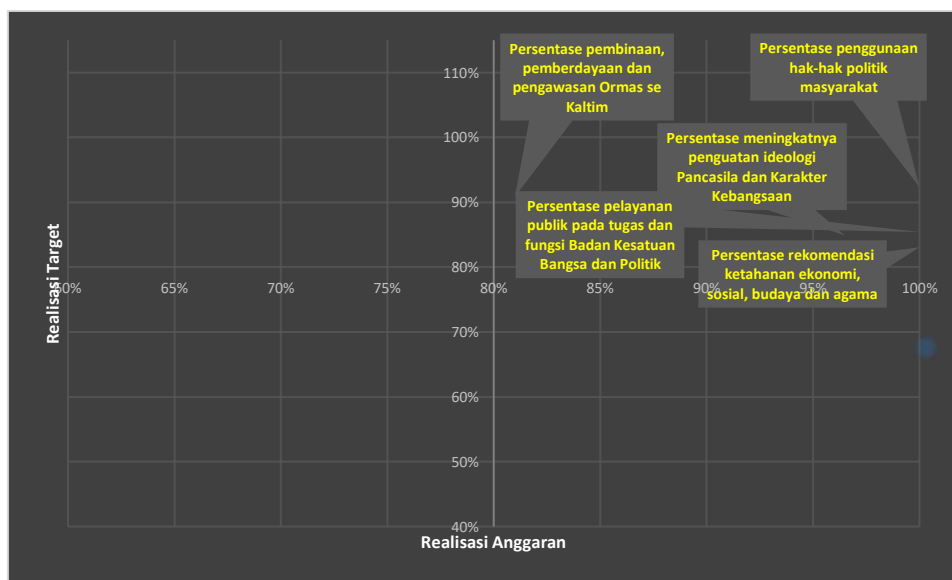 Persentase pembinaan,
pemberdayaan dan
pengawasan Ormas se
Kaltim
Persentase penggunaan
hak-hak politik
masyarakat
Persentase meningkatnya
penguatan ideologi
Pancasila dan Karakter
Kebangsaan
Persentase pelayanan
publik pada tugas dan
fungsi Badan Kesatuan
Bangsa dan Politik
Persentase rekomendasi
ketahanan ekonomi,
sosial, budaya dan agama
110%
100%
90%
80%
70%
60%
50%
40%
60%
65%
70%
75%
80%
85%
90%
95%
100%
Realisasi Target
Realisasi Anggaran